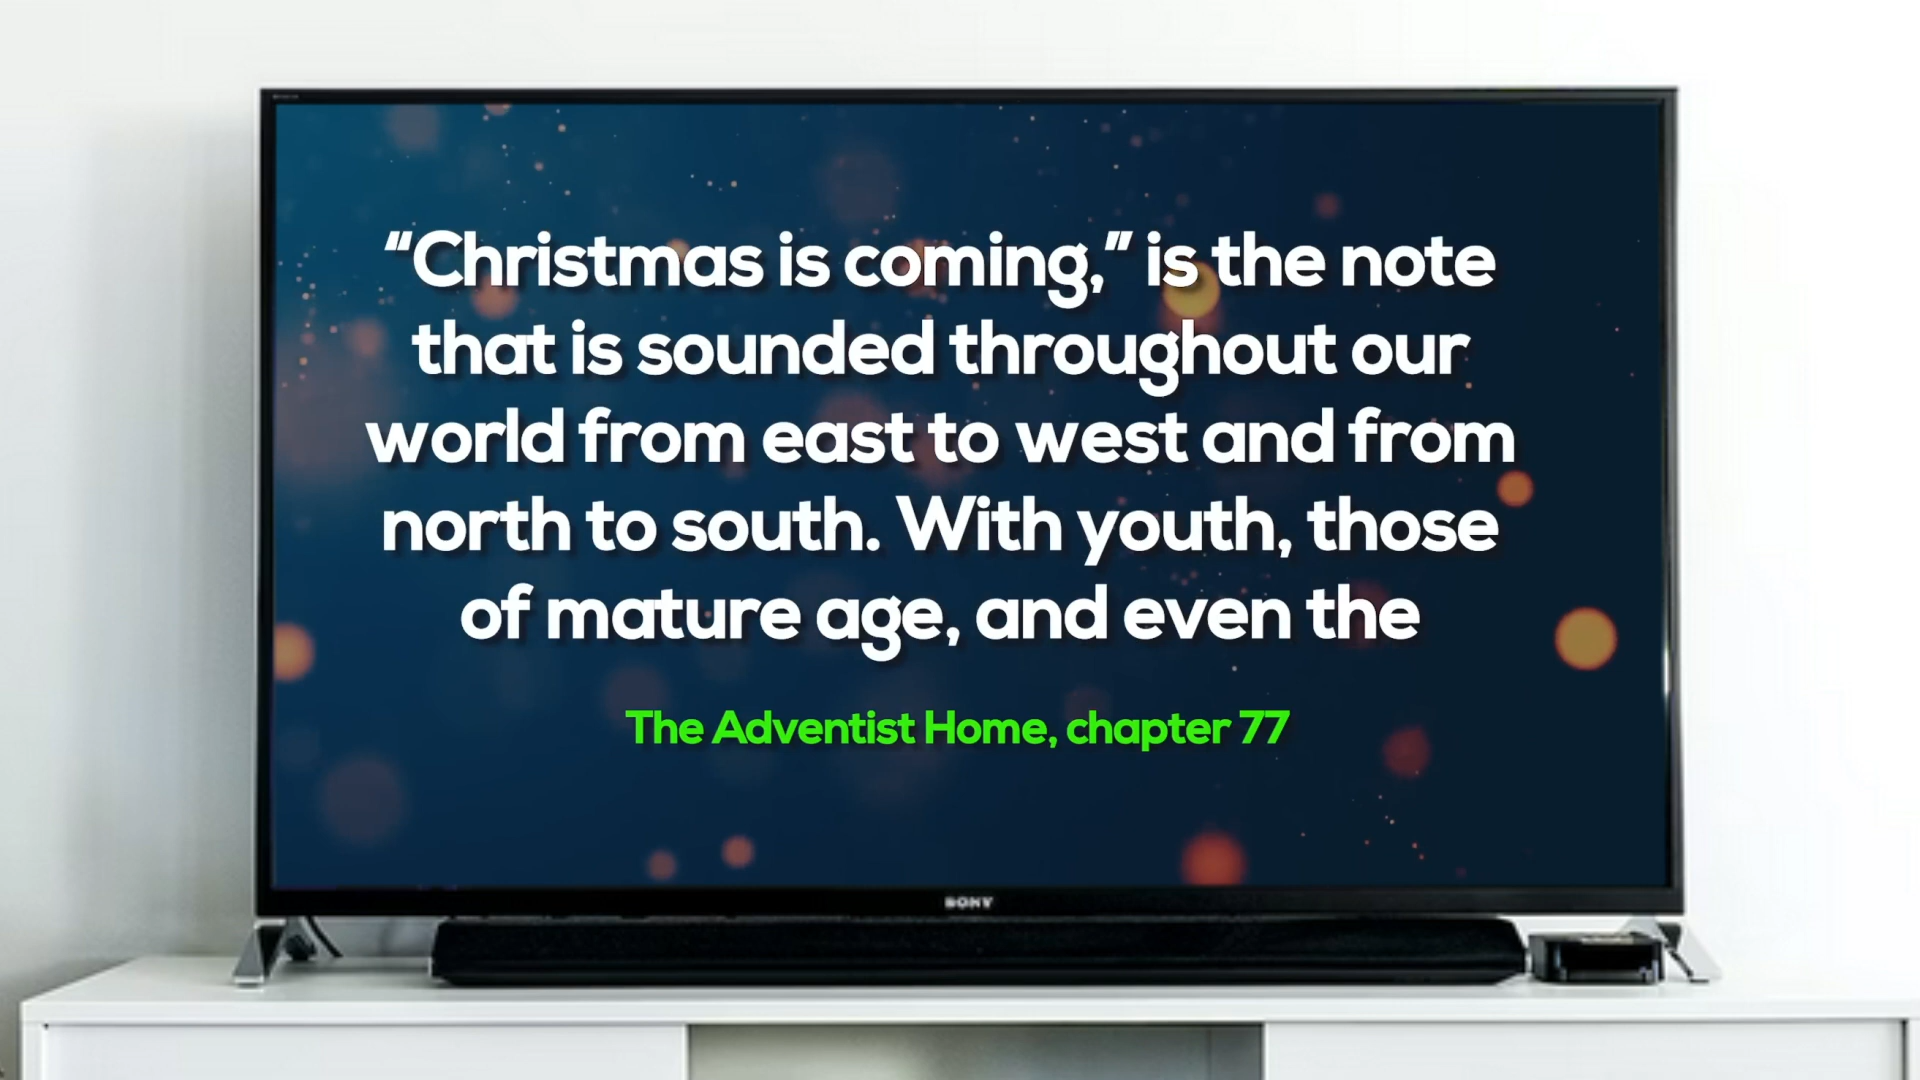 “Christmas is coming,” is the note
that is sounded throughout our
world from east to west and from
north to south. With youth, those
of mature age, and even the
The Adventist Home, chapter 77
SONY